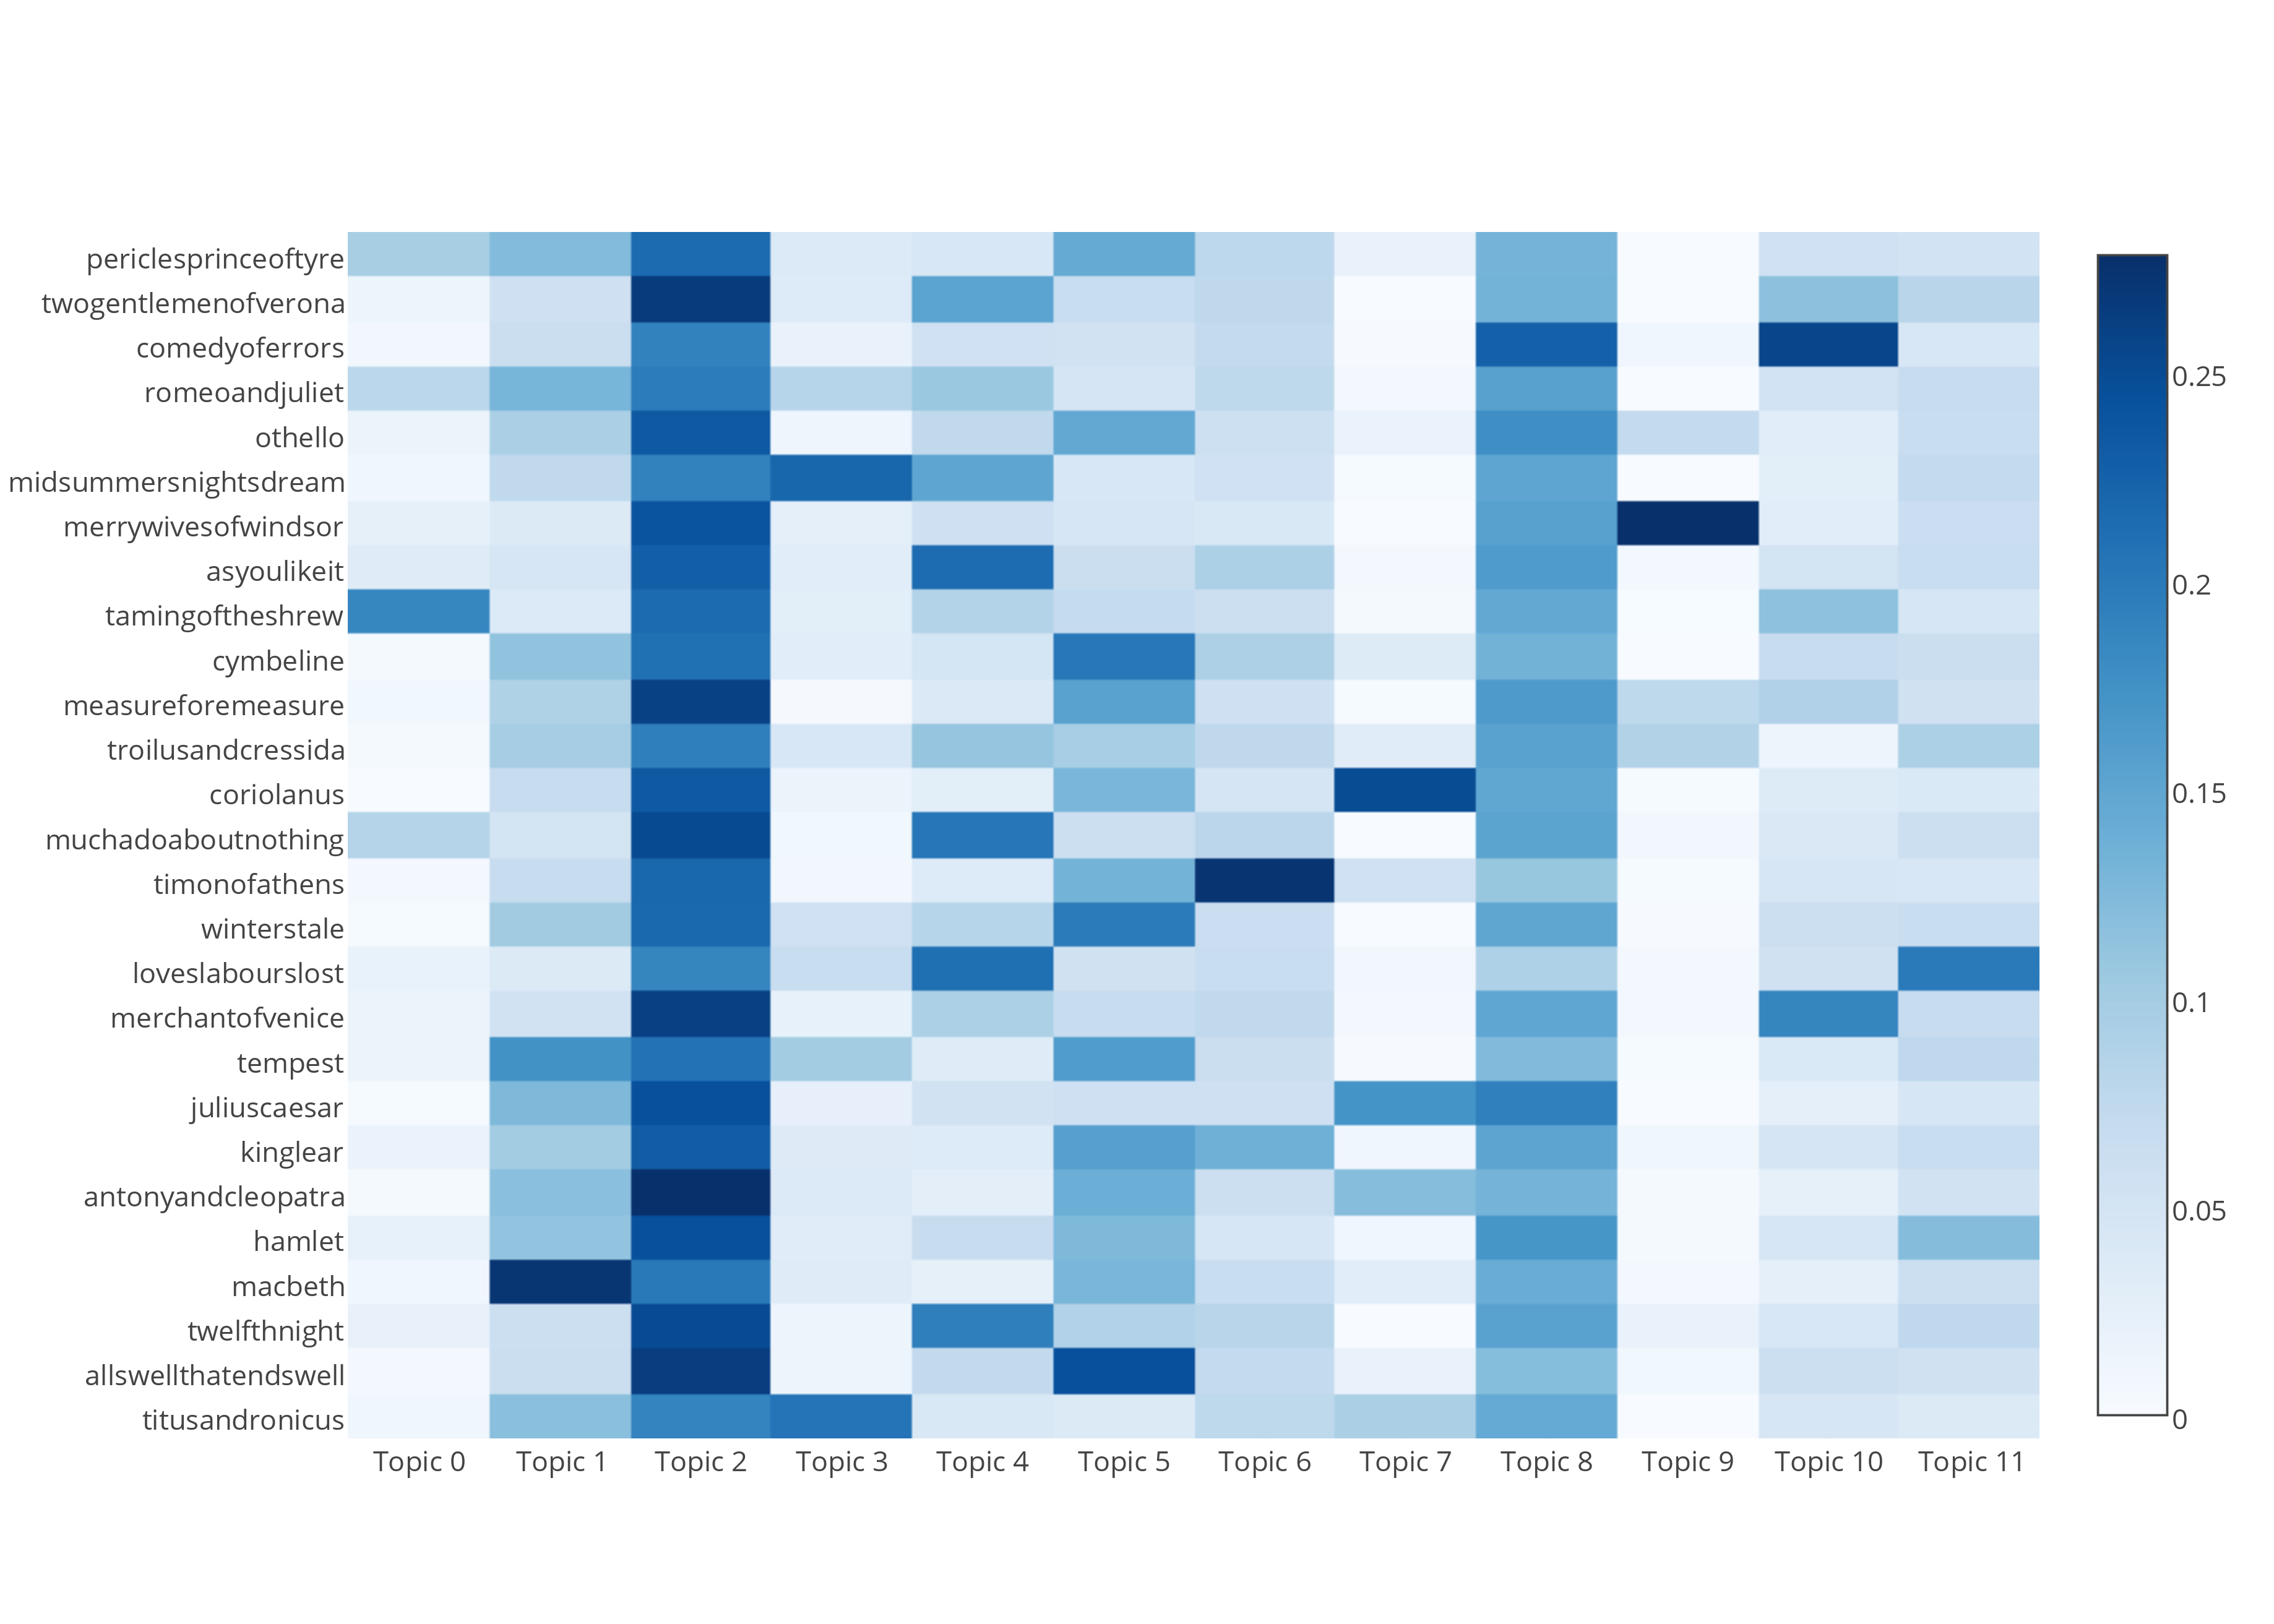 periclesprinceoftyre
twogentlemenofverona
comedyoferrors
romeoandjuliet
othello
midsummersnightsdream
merrywivesofwindsor
asyoulikeit
tamingoftheshrew
cymbeline
measureforemeasure
troilusandcressida
coriolanus
muchadoaboutnothing
timonofathens
winterstale
loveslabourslost
merchantofvenice
tempest
juliuscaesar
kinglear
antonyandcleopatra
hamlet
macbeth
twelfthnight
allswellthatendswell
titusandronicus
Topic 0 Topic 1 Topic 2 Topic 3 Topic 4 Topic 5 Topic 6 Topic 7 Topic 8 Topic 9 Topic 10 Topic 11
0.25
0.2
0.15
0.1
0.05
0